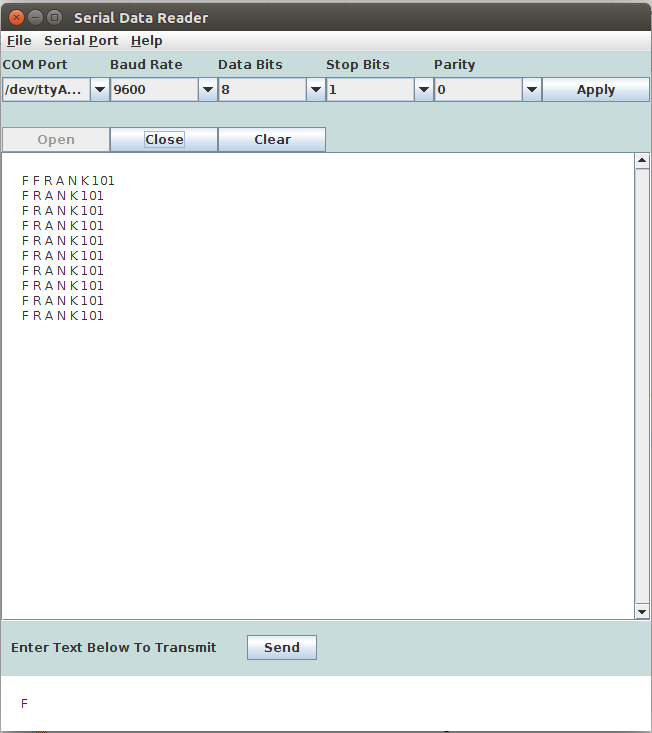 Serial Data Reader
File Serial Port Help
COM Port Baud Rate Data Bits Stop Bits Parity
/dev/ttyA... 9600 8 1 0 Apply
Open Close Clear
F F R A N K 101
F R A N K 101
F R A N K 101
F R A N K 101
F R A N K 101
F R A N K 101
F R A N K 101
F R A N K 101
F R A N K 101
F R A N K 101
Enter Text Below To Transmit Send
F